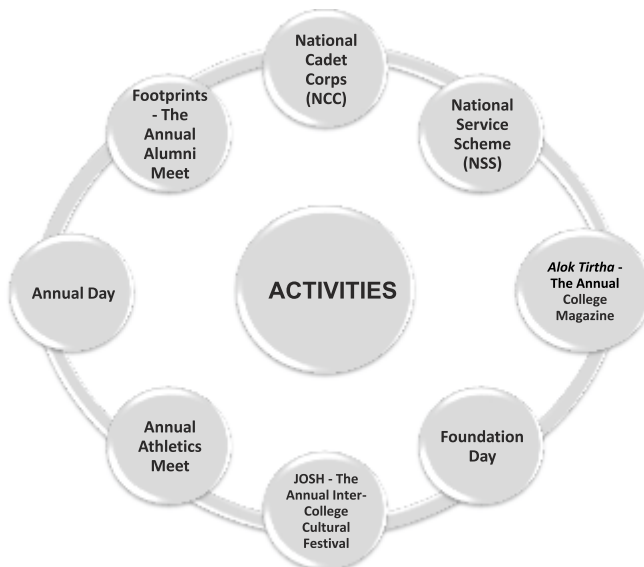 National
Cadet
Corps
(NCC)
National
Service
Scheme
(NSS)
Alok Tirtha -
The Annual
College
Magazine
Foundation
Day
JOSH - The
Annual Inter-
College
Cultural
Festival
Annual
Athletics
Meet
Annual Day
Footprints
- The
Annual
Alumni
Meet
ACTIVITIES